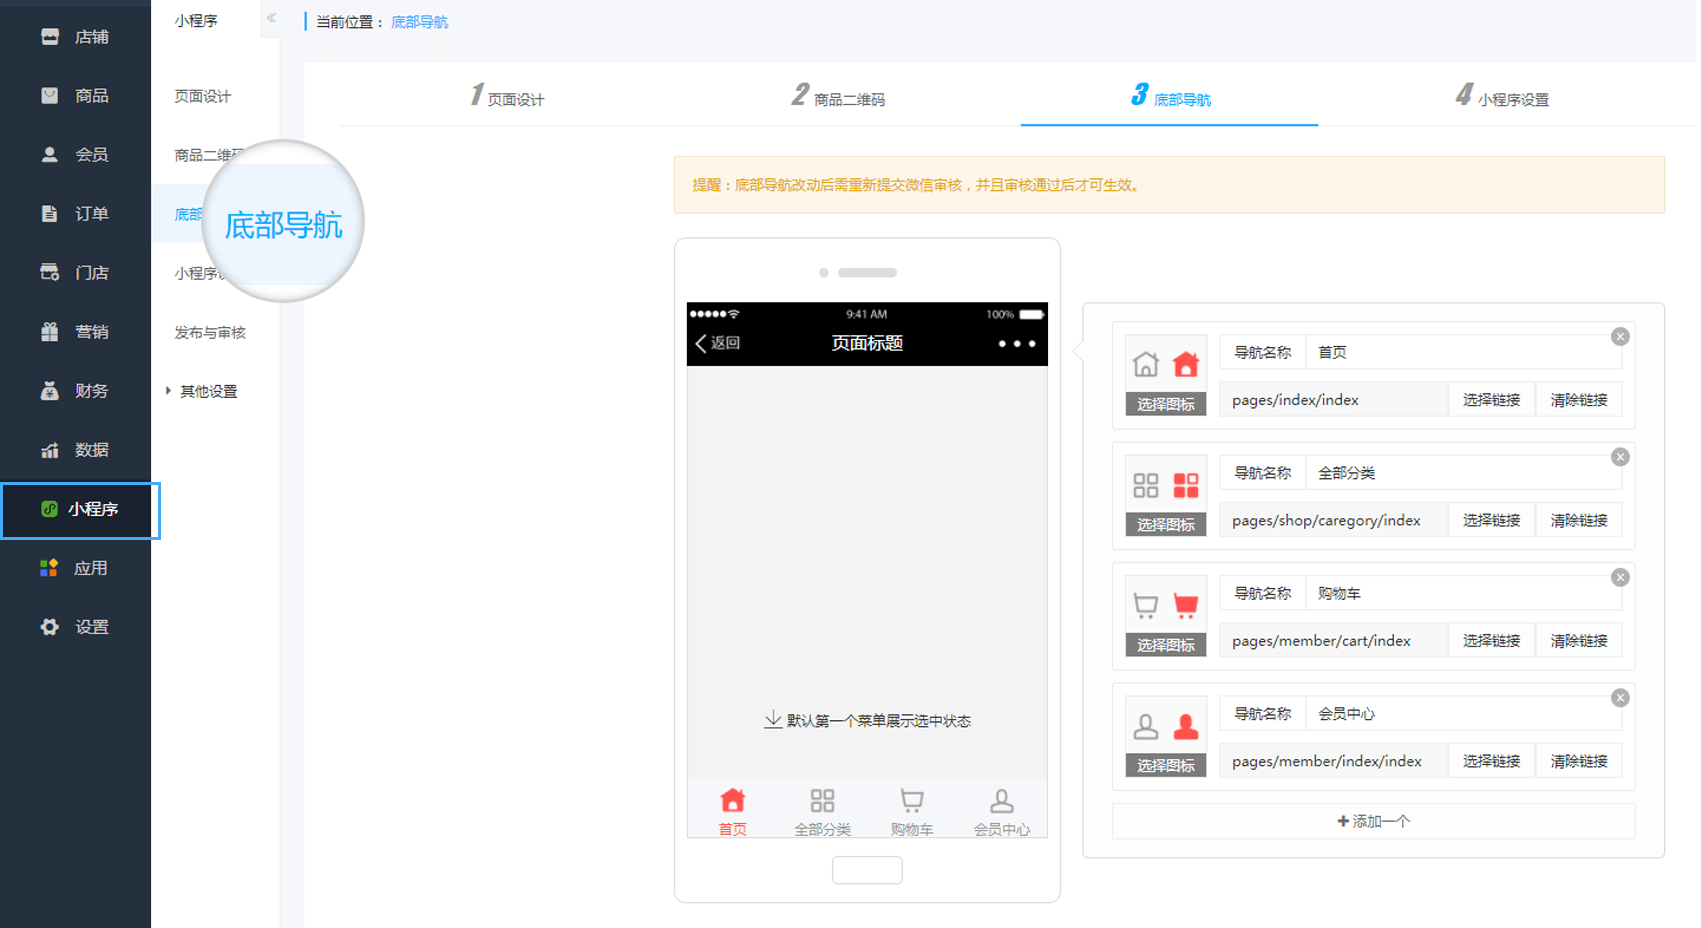 店铺
商品
会员
订单
门店
营销
财务
数据
小程序
应用
设置
小程序
页面设计
商品二维码
底部
底部导航
小程序
发布与审核
其他设置
当前位置： 底部导航
1 页面设计
2 商品二维码
3 底部导航
4 小程序设置
提醒：底部导航改动后需重新提交微信审核，并且审核通过后才可生效。
9:41 AM
100%
返回
页面标题
默认第一个菜单展示选中状态
首页
全部分类
购物车
会员中心
选择图标
导航名称 首页
pages/index/index 选择链接 清除链接
选择图标
导航名称 全部分类
pages/shop/caregory/index 选择链接 清除链接
选择图标
导航名称 购物车
pages/member/cart/index 选择链接 清除链接
选择图标
导航名称 会员中心
pages/member/index/index 选择链接 清除链接
添加一个